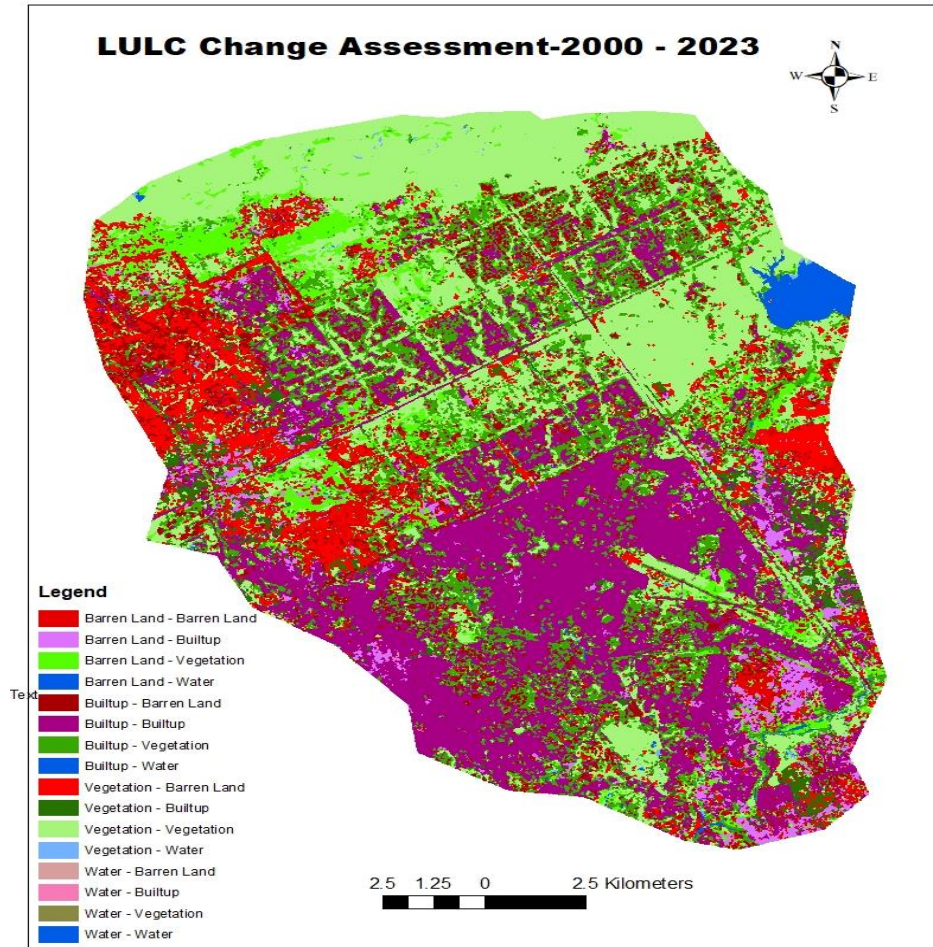 LULC Change Assessment-2000 - 2023
N
W E
S
Legend
Barren Land - Barren Land
Barren Land - Builtup
Barren Land - Vegetation
Barren Land - Water
Text
Builtup - Barren Land
Builtup - Builtup
Builtup - Vegetation
Builtup - Water
Vegetation - Barren Land
Vegetation - Builtup
Vegetation - Vegetation
Vegetation - Water
Water - Barren Land
Water - Builtup
Water - Vegetation
Water - Water
2.5 1.25 0 2.5 Kilometers